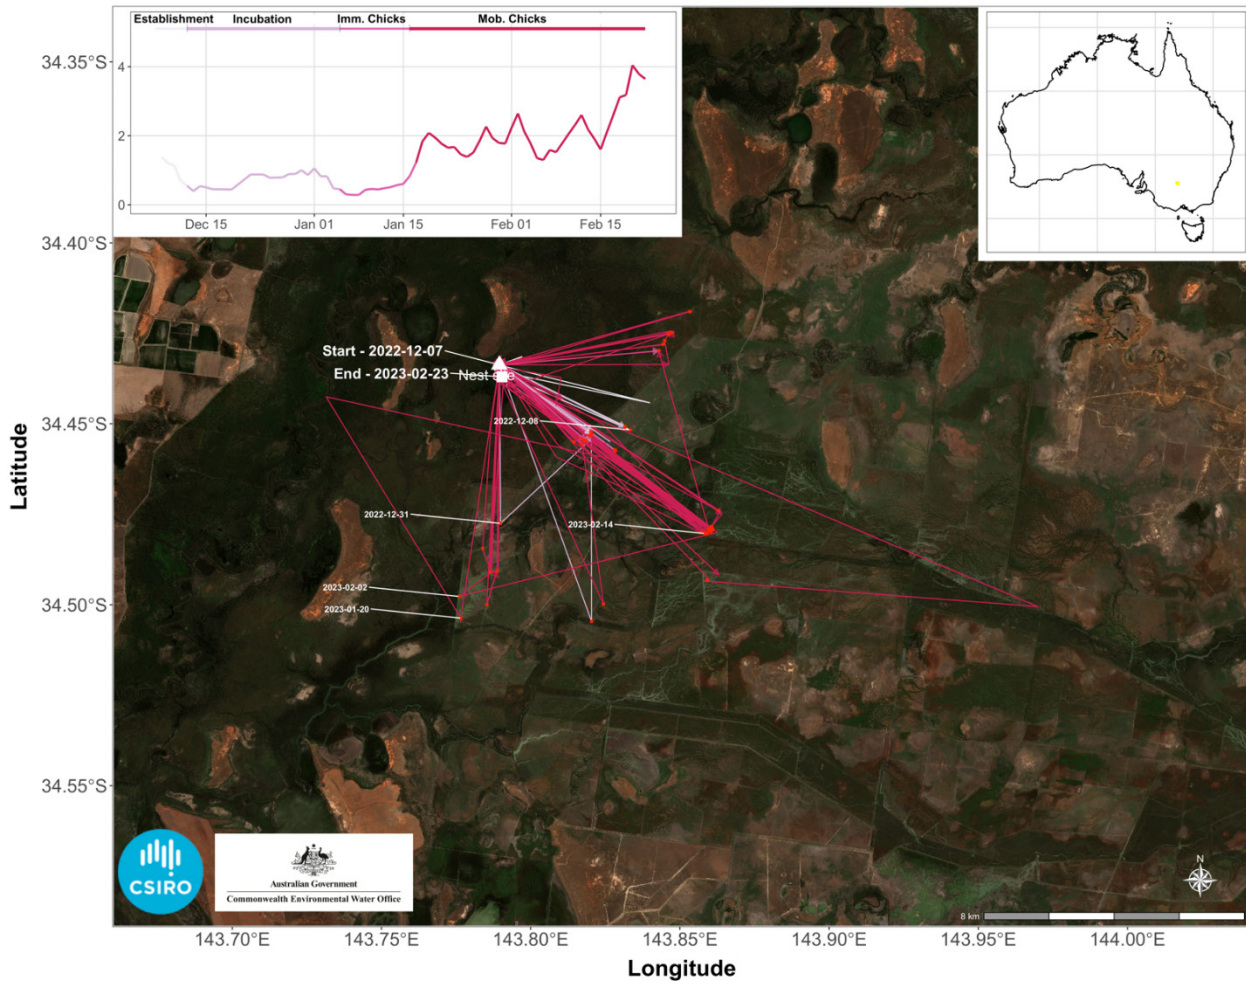 Establishment Incubation Imm. Chicks Mob. Chicks
4
2
0
Dec 15 Jan 01 Jan 15 Feb 01 Feb 15
34.35°S
34.40°S
34.45°S
34.50°S
34.55°S
Latitude
Start - 2022-12-07
End - 2023-02-23
2022-12-08
2022-12-31
2023-02-14
2023-02-02
2023-01-20
CSIRO
Australian Government
Commonwealth Environmental Water Office
N
8 km
143.70°E 143.75°E 143.80°E 143.85°E 143.90°E 143.95°E 144.00°E
Longitude